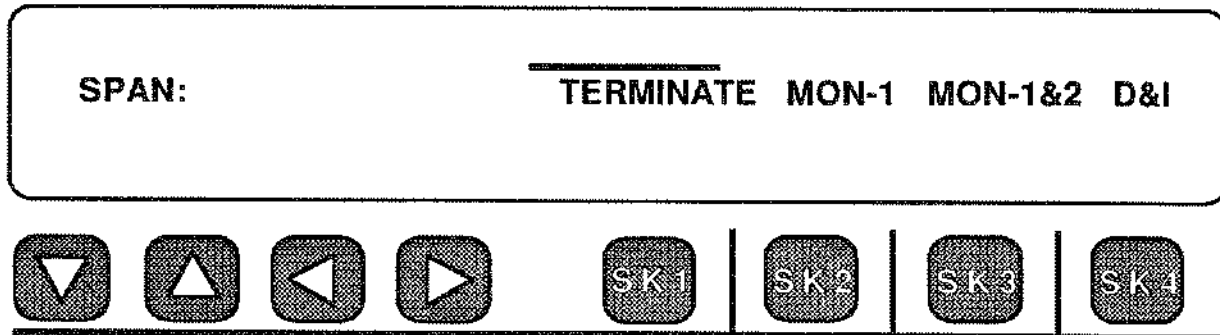 SPAN: TERMINATE MON-1 MON-1&2 D&I
SK1 SK2 SK3 SK4